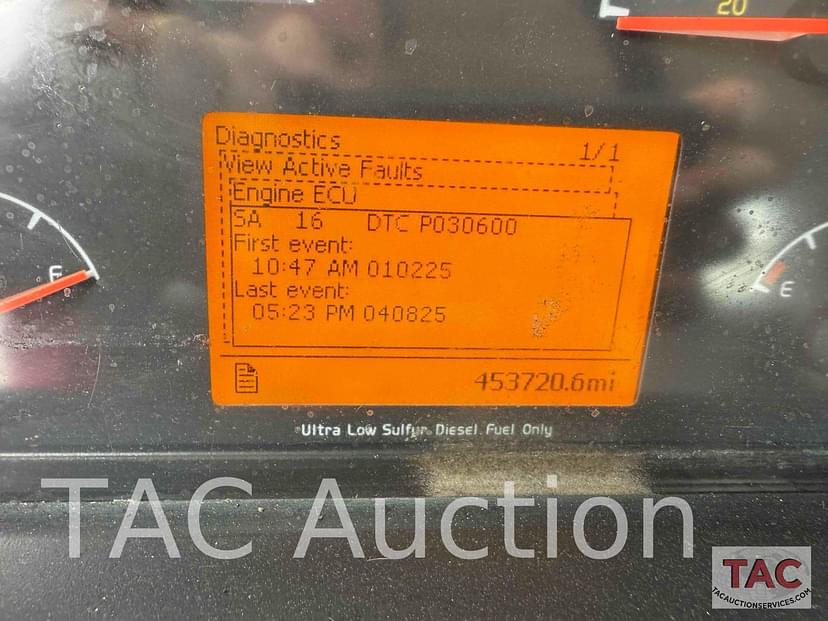 20
Diagnostics 1/1
View Active Faults
Engine ECU
SA 16 DTC P030600
First event:
10:47 AM 010225
Last event:
05:23 PM 040825
453720.6mi
F
E
Ultra Low Sulfur Diesel Fuel Only
TAC Auction
TAC
TACAUCTIONSERVICES.COM